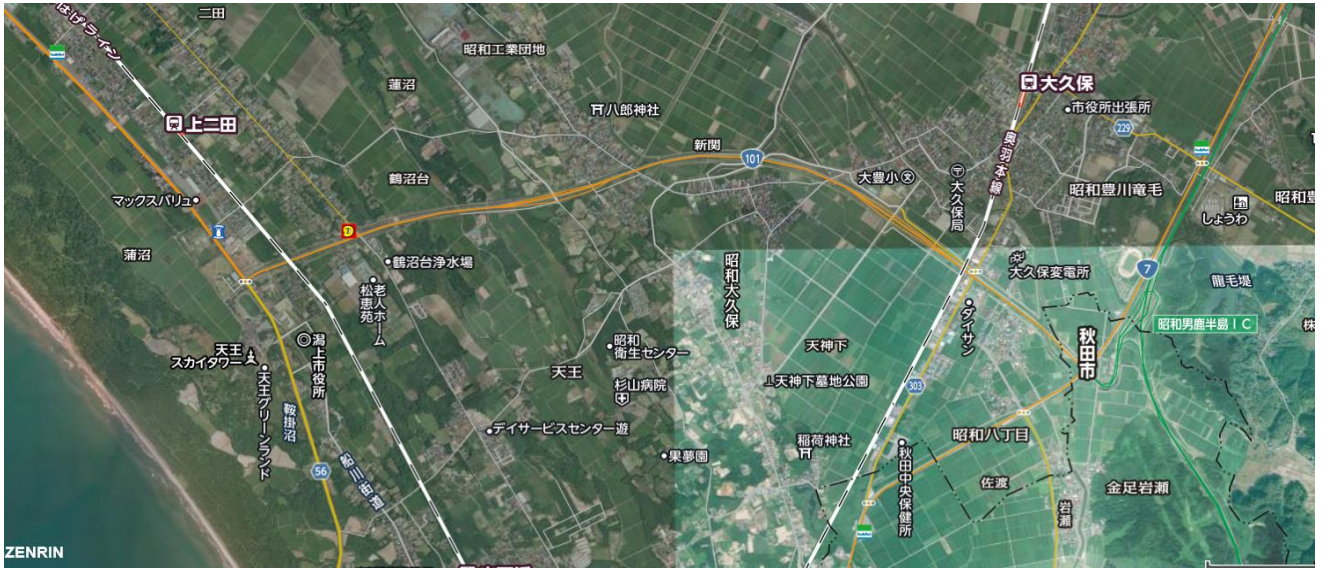 はげライン
二田
昭和工業団地
蓮沼
八郎神社
上二田
大久保
市役所出張所
229
奥羽本線
新関
101
大豊小
大久保局
昭和豊川竜毛
しょうわ
昭和豊
鶴沼台
マックスバリュ
蒲沼
鶴沼台浄水場
老人ホーム
松恵苑
昭和大久保
大久保変電所
7
龍毛堤
昭和男鹿半島IC
株
ダイサン
秋田市
天王
スカイタワー
潟上市役所
天王グリーンランド
鞍掛沼
56
船川街道
天王
昭和
衛生センター
杉山病院
デイサービスセンター遊
果夢園
天神下
天神下墓地公園
303
稲荷神社
秋田中央保健所
昭和八丁目
佐渡
岩瀬
金足岩瀬
ZENRIN